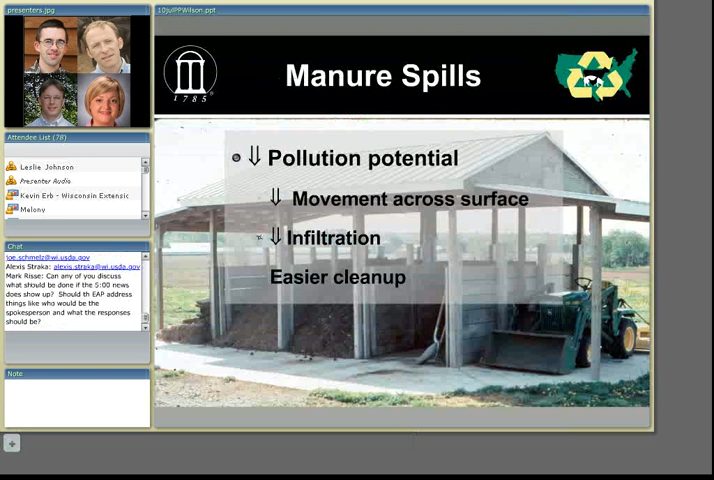 presenters.jpg
10julPPWilson.ppt
1785
Manure Spills
⇓ Pollution potential
⇓ Movement across surface
⇓ Infiltration
Easier cleanup
Attendee List (78)
Leslie Johnson
Presenter Audio
Kevin Erb - Wisconsin Extensic
Melony
Chat
joe.schmelz@wi.usda.gov
Alexis Straka: alexis.straka@wi.usda.gov
Mark Risse: Can any of you discuss
what should be done if the 5:00 news
does show up? Should th EAP address
things like who would be the
spokesperson and what the responses
should be?
Note